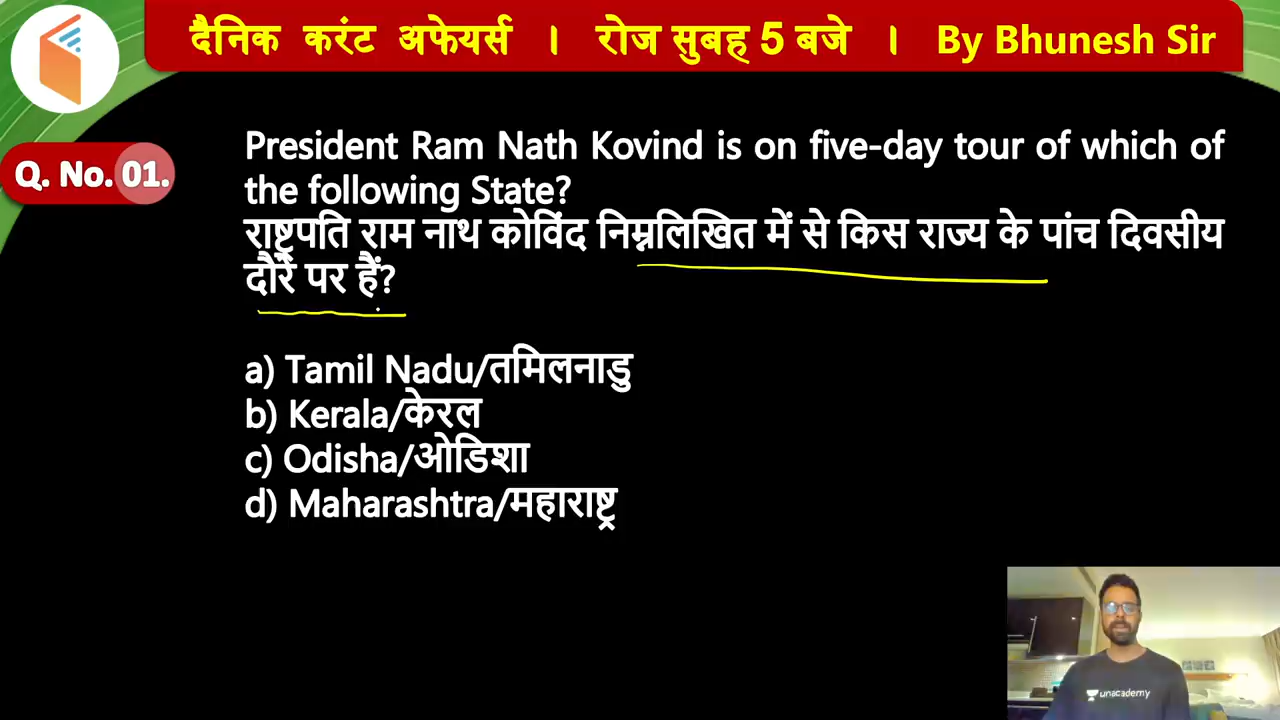 दैनिक करंट अफेयर्स । रोज सुबह 5 बजे । By Bhunesh Sir
Q. No. 01.
President Ram Nath Kovind is on five-day tour of which of
the following State?
राष्ट्रपति राम नाथ कोविंद निम्नलिखित में से किस राज्य के पांच दिवसीय
दौरे पर हैं?
a) Tamil Nadu/तमिलनाडु
b) Kerala/केरल
c) Odisha/ओडिशा
d) Maharashtra/महाराष्ट्र
unacademy